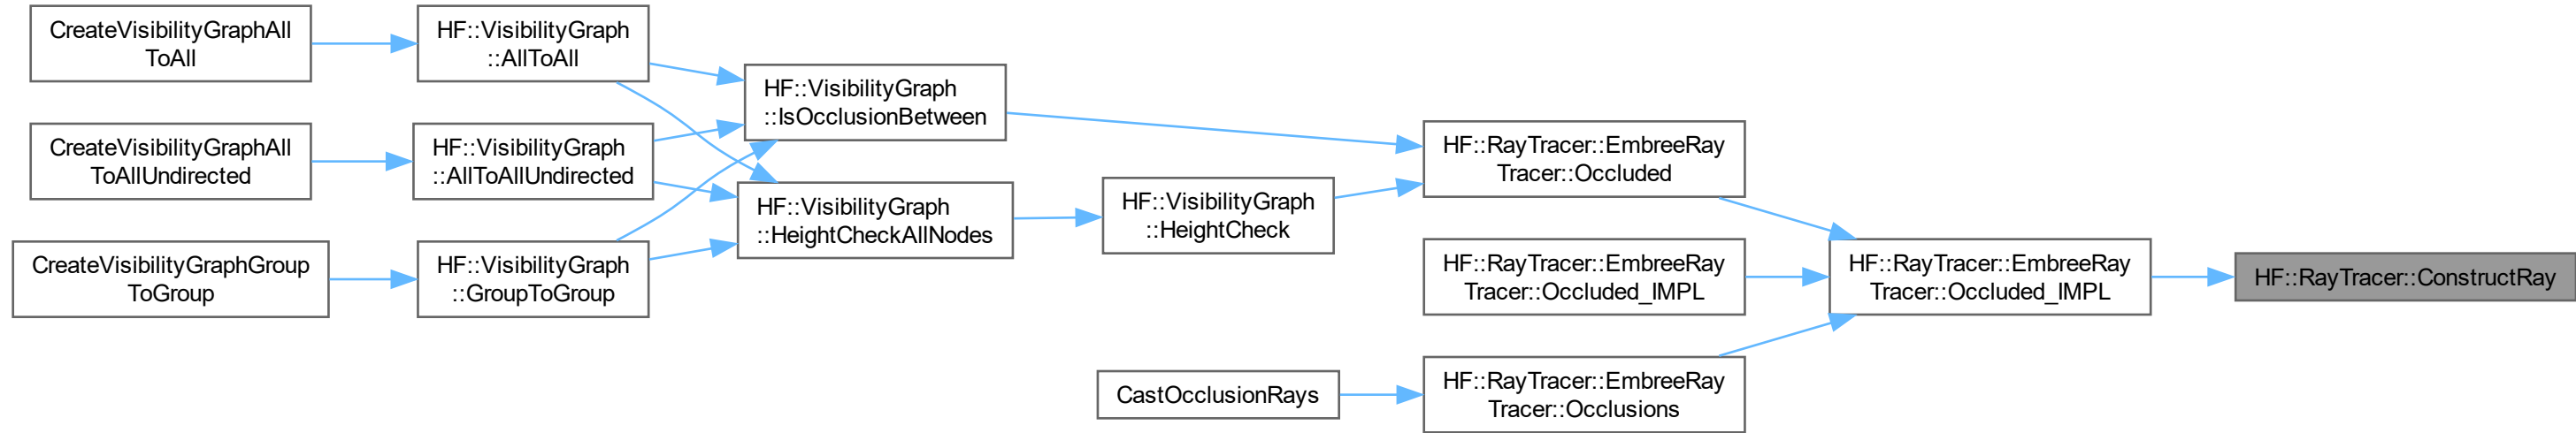 CreateVisibilityGraphAll
ToAll
HF::VisibilityGraph
::AllToAll
CreateVisibilityGraphAll
ToAllUndirected
HF::VisibilityGraph
::AllToAllUndirected
CreateVisibilityGraphGroup
ToGroup
HF::VisibilityGraph
::GroupToGroup
HF::VisibilityGraph
::IsOcclusionBetween
HF::VisibilityGraph
::HeightCheckAllNodes
HF::VisibilityGraph
::HeightCheck
CastOcclusionRays
HF::RayTracer::EmbreeRay
Tracer::Occluded
HF::RayTracer::EmbreeRay
Tracer::Occluded_IMPL
HF::RayTracer::EmbreeRay
Tracer::Occlusions
HF::RayTracer::EmbreeRay
Tracer::Occluded_IMPL
HF::RayTracer::ConstructRay